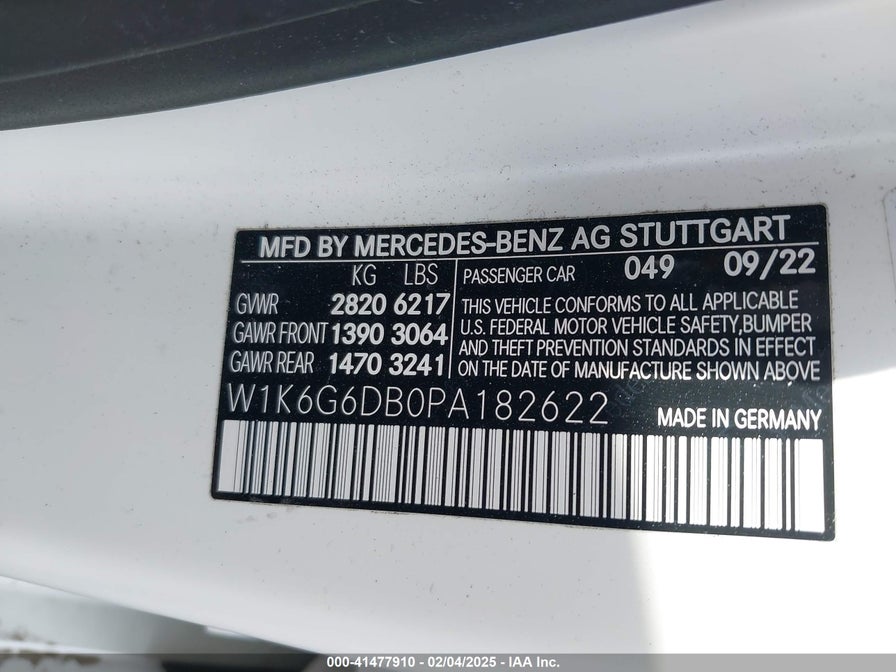 MFD BY MERCEDES-BENZ AG STUTTGART
KG LBS
GVWR 2820 6217
GAWR FRONT 1390 3064
GAWR REAR 1470 3241
PASSENGER CAR 049 09/22
THIS VEHICLE CONFORMS TO ALL APPLICABLE
U.S. FEDERAL MOTOR VEHICLE SAFETY,BUMPER
AND THEFT PREVENTION STANDARDS IN EFFECT
ON THE DATE OF MANUFACTURE SHOWN ABOVE
W1K6G6DB0PA182622 MADE IN GERMANY
000-41477910 – 02/04/2025 – IAA Inc.